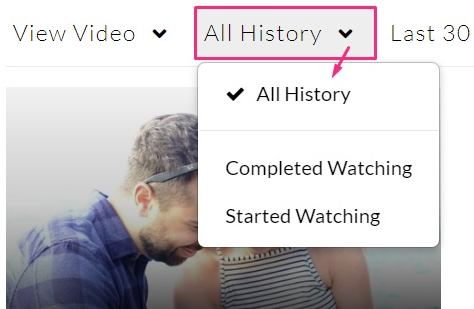 View Video All History Last 30
All History
Completed Watching
Started Watching